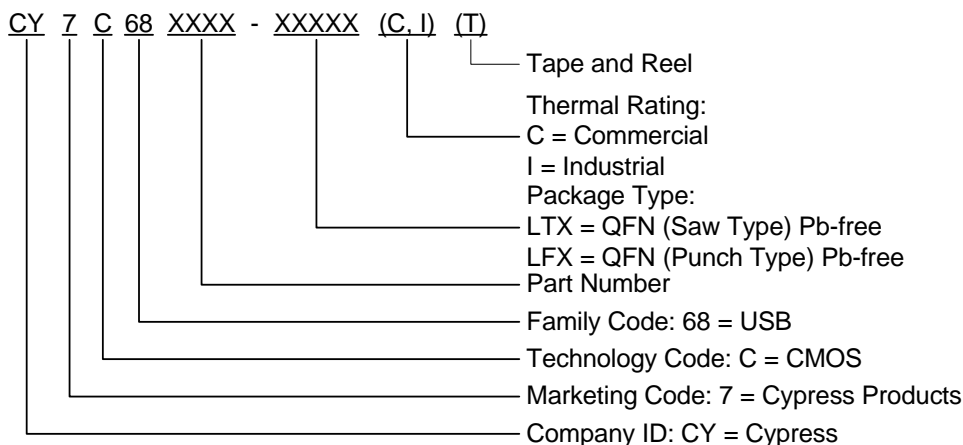 CY 7 C 68 XXXX - XXXXX (C, I) (T)
Tape and Reel
Thermal Rating:
C = Commercial
I = Industrial
Package Type:
LTX = QFN (Saw Type) Pb-free
LFX = QFN (Punch Type) Pb-free
Part Number
Family Code: 68 = USB
Technology Code: C = CMOS
Marketing Code: 7 = Cypress Products
Company ID: CY = Cypress